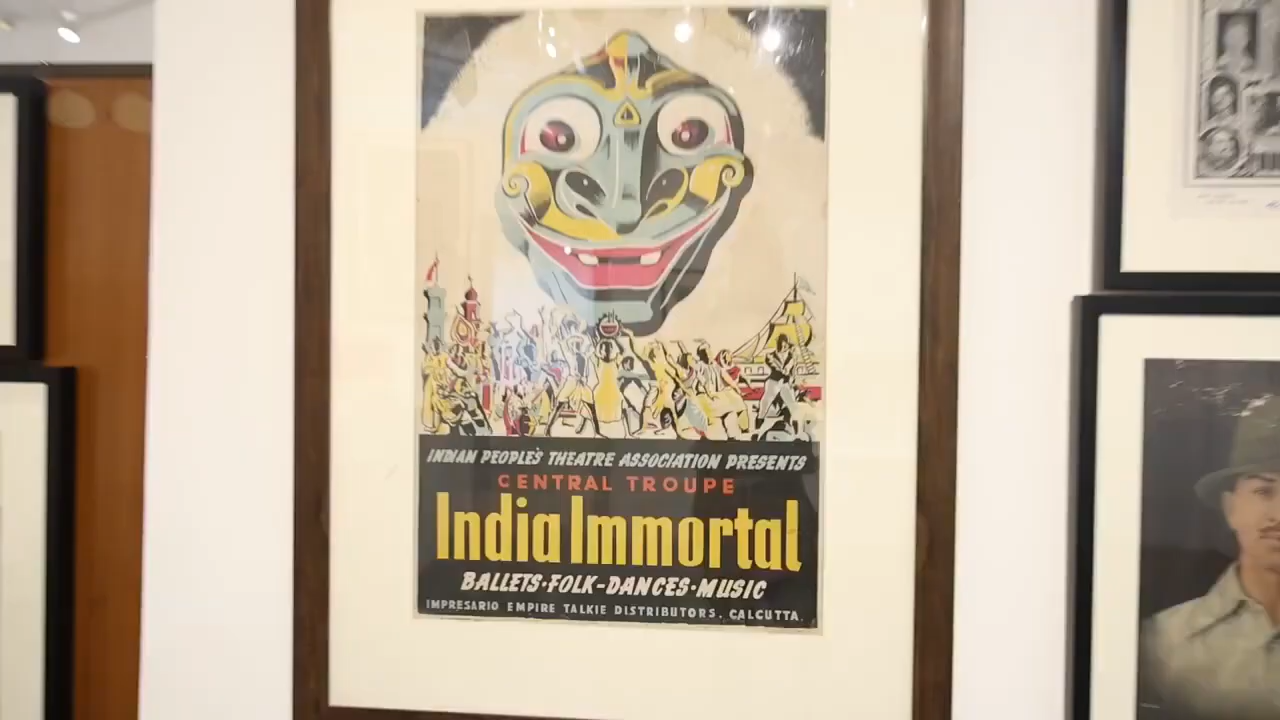 INDIAN PEOPLE'S THEATRE ASSOCIATION PRESENTS
CENTRAL TROUPE
India Immortal
BALLETS·FOLK-DANCES·MUSIC
IMPRESARIO EMPIRE TALKIE DISTRIBUTORS. CALCUTTA.